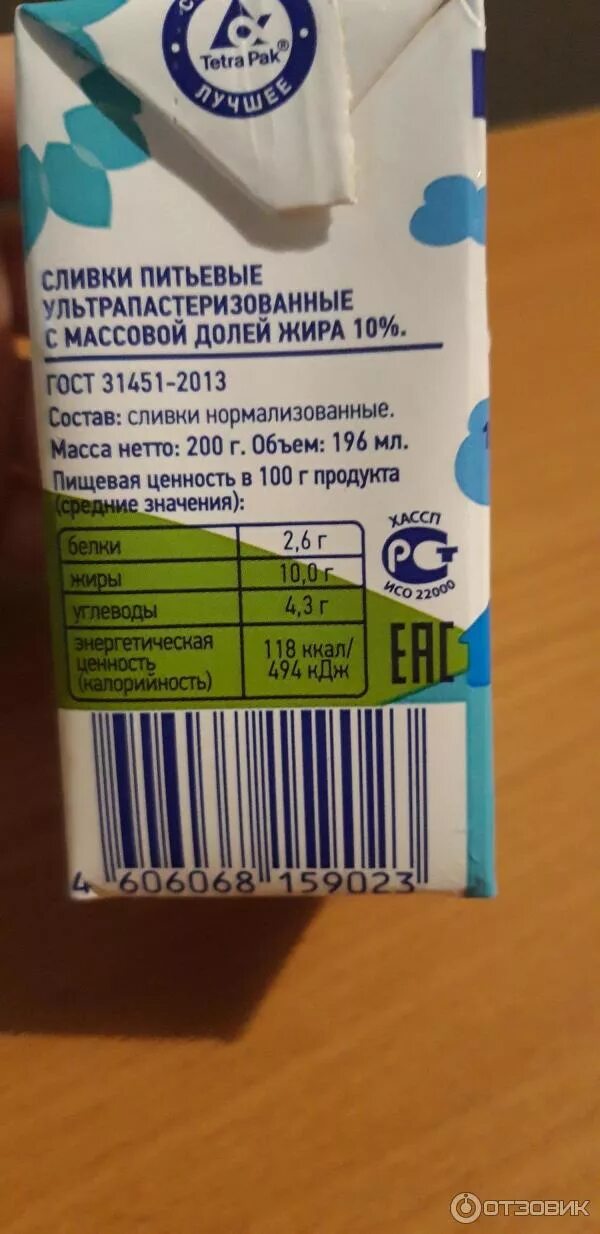 Tetra Pak®
ЛУЧШЕЕ
СЛИВКИ ПИТЬЕВЫЕ
УЛЬТРАПАСТЕРИЗОВАННЫЕ
С МАССОВОЙ ДОЛЕЙ ЖИРА 10%.
ГОСТ 31451-2013
Состав: сливки нормализованные.
Масса нетто: 200 г. Объем: 196 мл.
Пищевая ценность в 100 г продукта
(средние значения):
белки 2,6 г
жиры 10,0 г
углеводы 4,3 г
энергетическая
ценность
(калорийность)
118 ккал/
494 кДж
ХАССП
РСТ
ИСО 22000
ЕАС
4 606068 159023
ОТЗОВИК